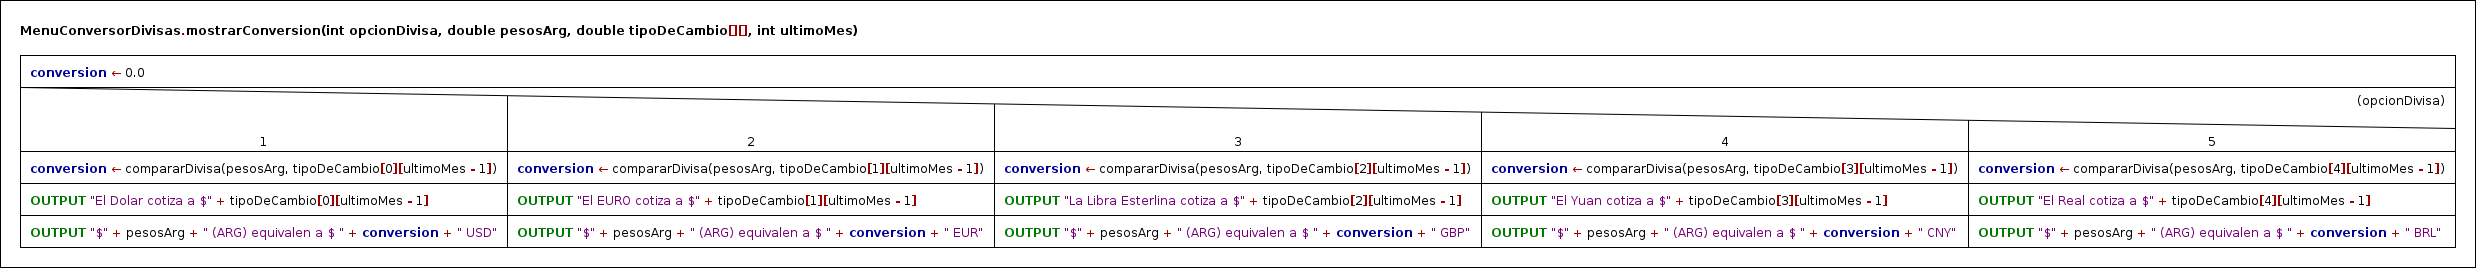 MenuConversorDivisas.mostrarConversion(int opcionDivisa, double pesosArg, double tipoDeCambio[][], int ultimoMes)
conversion ← 0.0
(opcionDivisa)
1 2 3 4 5
conversion ← compararDivisa(pesosArg, tipoDeCambio[0][ultimoMes - 1]) conversion ← compararDivisa(pesosArg, tipoDeCambio[1][ultimoMes - 1]) conversion ← compararDivisa(pesosArg, tipoDeCambio[2][ultimoMes - 1]) conversion ← compararDivisa(pesosArg, tipoDeCambio[3][ultimoMes - 1]) conversion ← compararDivisa(pesosArg, tipoDeCambio[4][ultimoMes - 1])
OUTPUT "El Dolar cotiza a $" + tipoDeCambio[0][ultimoMes - 1] OUTPUT "El EURO cotiza a $" + tipoDeCambio[1][ultimoMes - 1] OUTPUT "La Libra Esterlina cotiza a $" + tipoDeCambio[2][ultimoMes - 1] OUTPUT "El Yuan cotiza a $" + tipoDeCambio[3][ultimoMes - 1] OUTPUT "El Real cotiza a $" + tipoDeCambio[4][ultimoMes - 1]
OUTPUT "$" + pesosArg + " (ARG) equivalen a $ " + conversion + " USD" OUTPUT "$" + pesosArg + " (ARG) equivalen a $ " + conversion + " EUR" OUTPUT "$" + pesosArg + " (ARG) equivalen a $ " + conversion + " GBP" OUTPUT "$" + pesosArg + " (ARG) equivalen a $ " + conversion + " CNY" OUTPUT "$" + pesosArg + " (ARG) equivalen a $ " + conversion + " BRL"